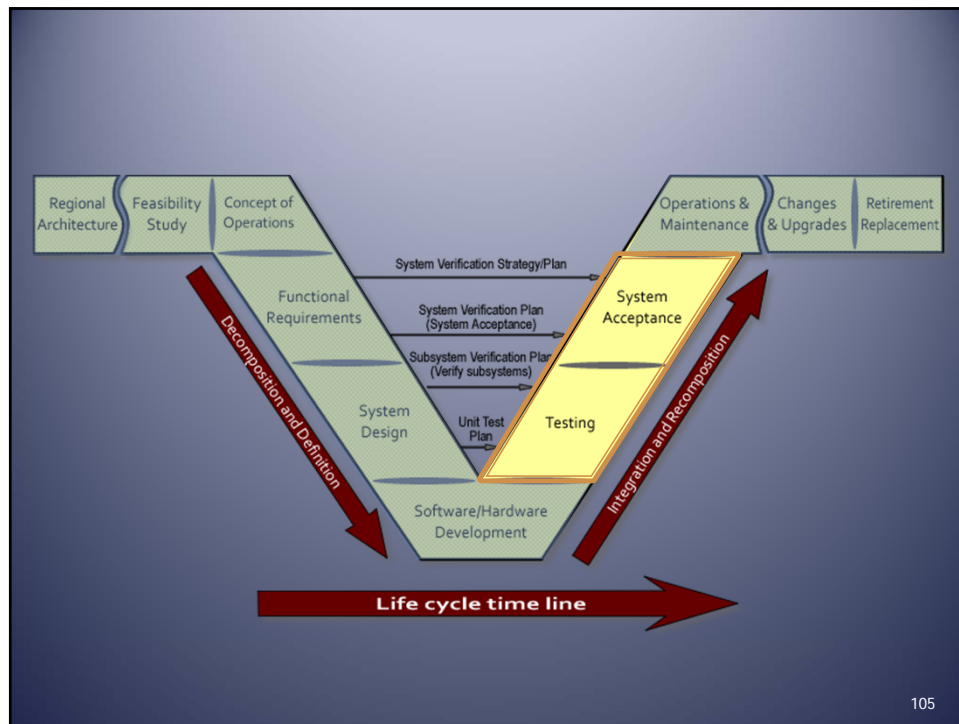 Regional
Architecture
Feasibility
Study
Concept of
Operations
Operations &
Maintenance
Changes
& Upgrades
Retirement
Replacement
System Verification Strategy/Plan
Functional
Requirements
System Verification Plan
(System Acceptance)
System
Acceptance
Subsystem Verification Plan
(Verify subsystems)
System
Design
Unit Test
Plan
Testing
Decomposition and Definition
Integration and Recomposition
Software/Hardware
Development
Life cycle time line
105